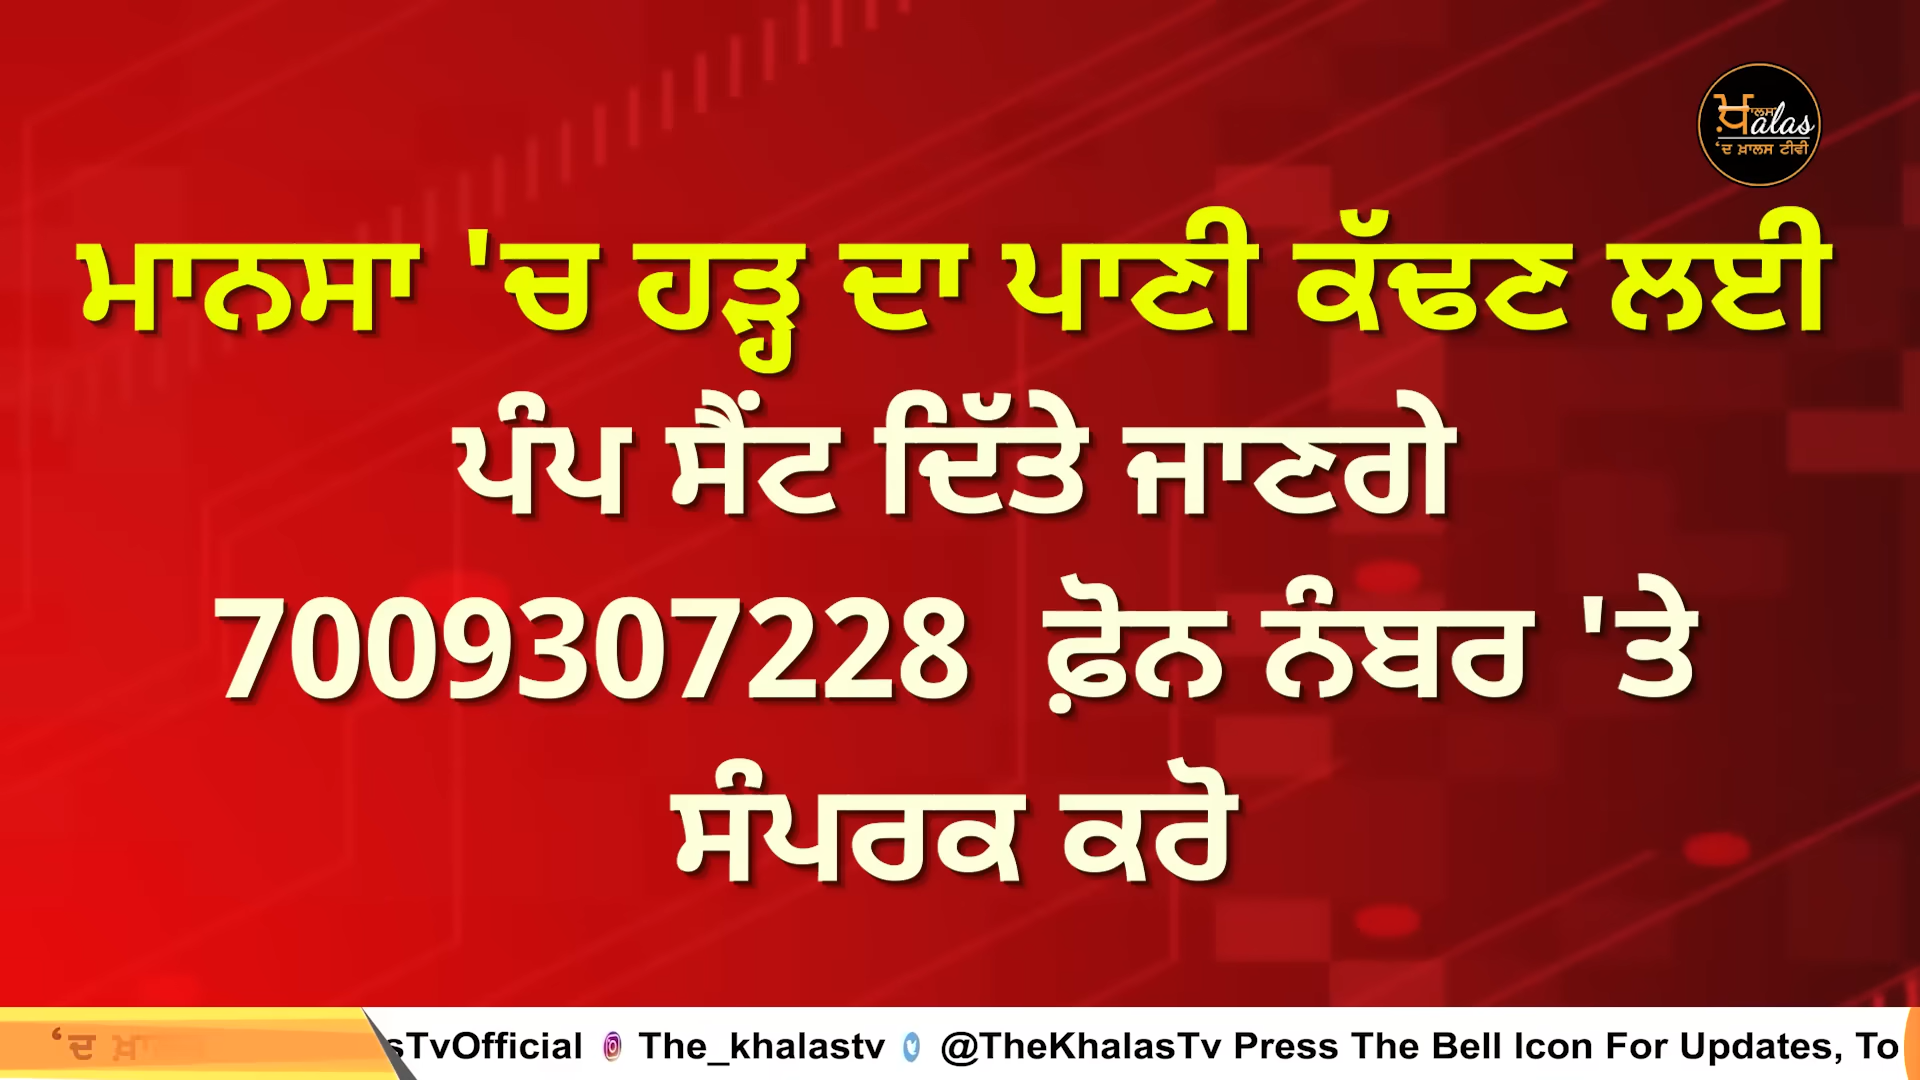 ਖ਼ਾਲਸ
alas
‘ਦ ਖ਼ਾਲਸ ਟੀਵੀ
ਮਾਨਸਾ 'ਚ ਹੜ੍ਹ ਦਾ ਪਾਣੀ ਕੱਢਣ ਲਈ
ਪੰਪ ਸੈੱਂਟ ਦਿੱਤੇ ਜਾਣਗੇ
7009307228 ਫ਼ੋਨ ਨੰਬਰ 'ਤੇ
ਸੰਪਰਕ ਕਰੋ
‘ਦ sTvOfficial The_khalastv @TheKhalasTv Press The Bell Icon For Updates, To